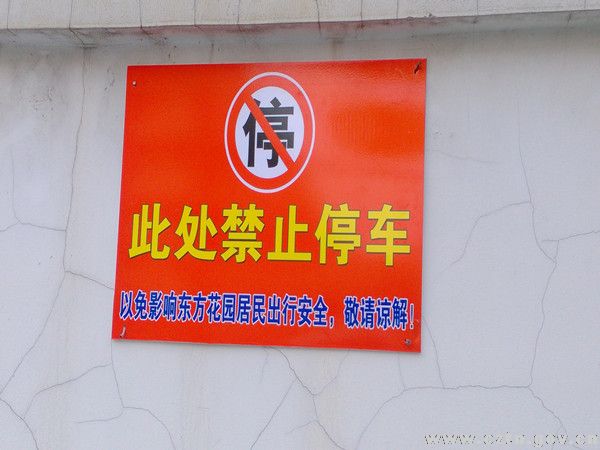 停
此处禁止停车
以免影响东方花园居民出行安全，敬请谅解！